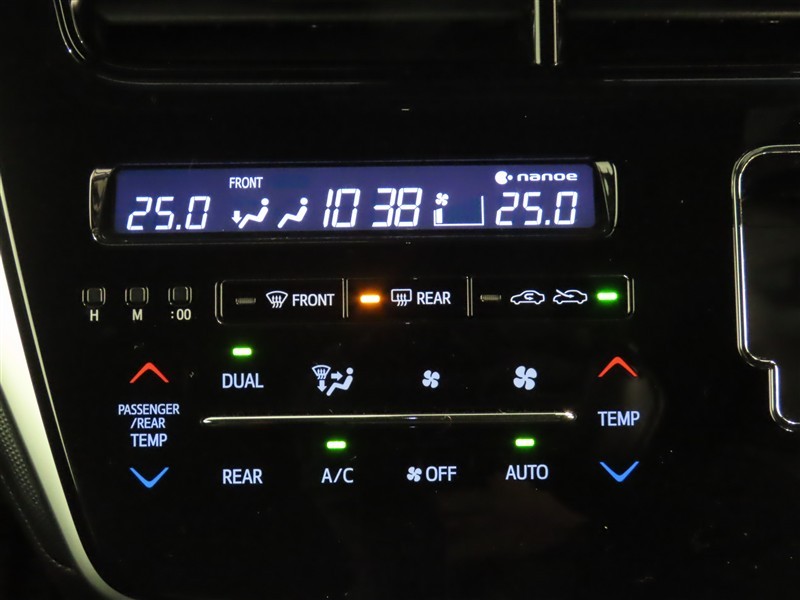 FRONT nanoe
25.0 10 38 25.0
FRONT REAR
H M :00
DUAL
PASSENGER
/REAR
TEMP
TEMP
REAR A/C OFF AUTO